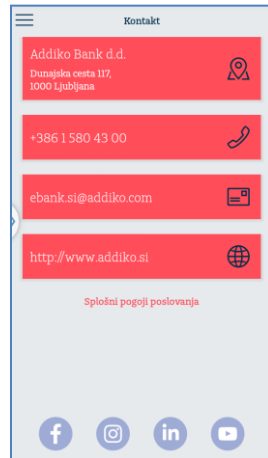 Kontakt
Addiko Bank d.d.
Dunajska cesta 117,
1000 Ljubljana
+386 1 580 43 00
ebank.si@addiko.com
http://www.addiko.si
Splošni pogoji poslovanja